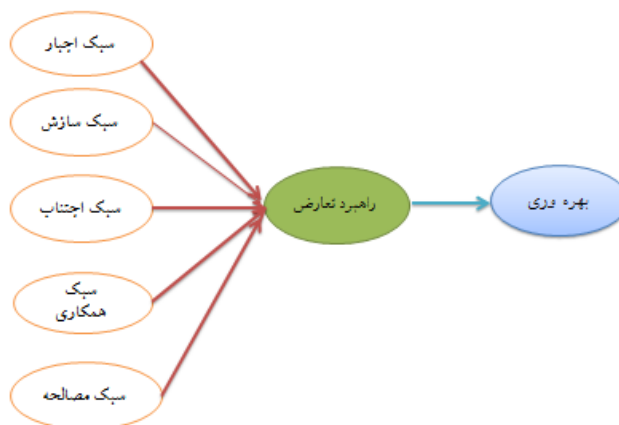 سبک اجبار
سبک سازش
سبک اجتناب
سبک
همکاری
سبک مصالحه
راهبرد تعارض
بهره وری